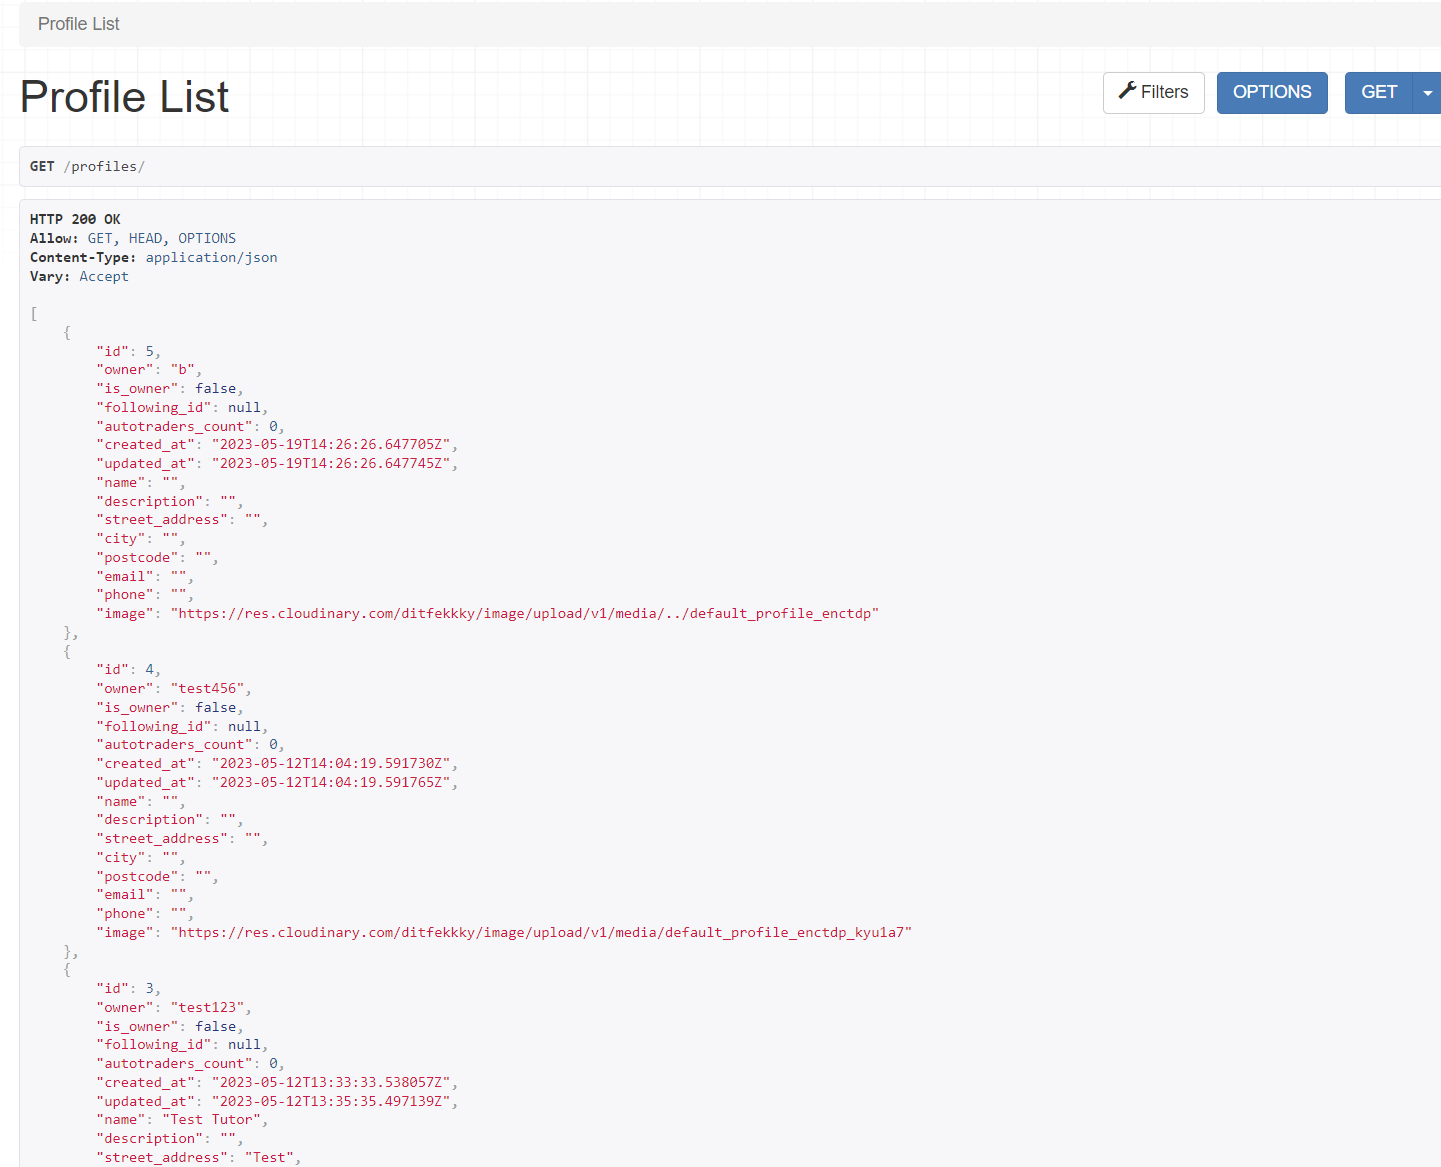 Profile List
Profile List
Filters
OPTIONS
GET
GET /profiles/
HTTP 200 OK
Allow: GET, HEAD, OPTIONS
Content-Type: application/json
Vary: Accept
[
{
"id": 5,
"owner": "b",
"is_owner": false,
"following_id": null,
"autotraders_count": 0,
"created_at": "2023-05-19T14:26:26.647705Z",
"updated_at": "2023-05-19T14:26:26.647745Z",
"name": "",
"description": "",
"street_address": "",
"city": "",
"postcode": "",
"email": "",
"phone": "",
"image": "https://res.cloudinary.com/ditfekkky/image/upload/v1/media/../default_profile_enctdp"
},
{
"id": 4,
"owner": "test456",
"is_owner": false,
"following_id": null,
"autotraders_count": 0,
"created_at": "2023-05-12T14:04:19.591730Z",
"updated_at": "2023-05-12T14:04:19.591765Z",
"name": "",
"description": "",
"street_address": "",
"city": "",
"postcode": "",
"email": "",
"phone": "",
"image": "https://res.cloudinary.com/ditfekkky/image/upload/v1/media/default_profile_enctdp_kyu1a7"
},
{
"id": 3,
"owner": "test123",
"is_owner": false,
"following_id": null,
"autotraders_count": 0,
"created_at": "2023-05-12T13:33:33.538057Z",
"updated_at": "2023-05-12T13:35:35.497139Z",
"name": "Test Tutor",
"description": "",
"street_address": "Test",